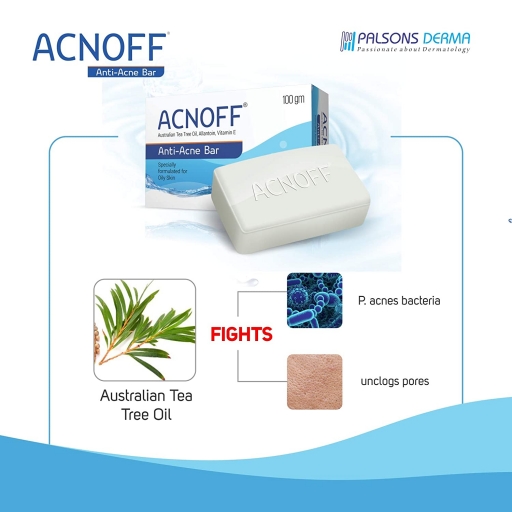 ACNOFF®
Anti-Acne Bar
PALSONS DERMA
Passionate about Dermatology
ACNOFF®
100 gm
Australian Tea Tree Oil, Allantoin, Vitamin E
Anti-Acne Bar
Specially
formulated for
Oily Skin
ACNOFF
FIGHTS
P. acnes bacteria
unclogs pores
Australian Tea
Tree Oil